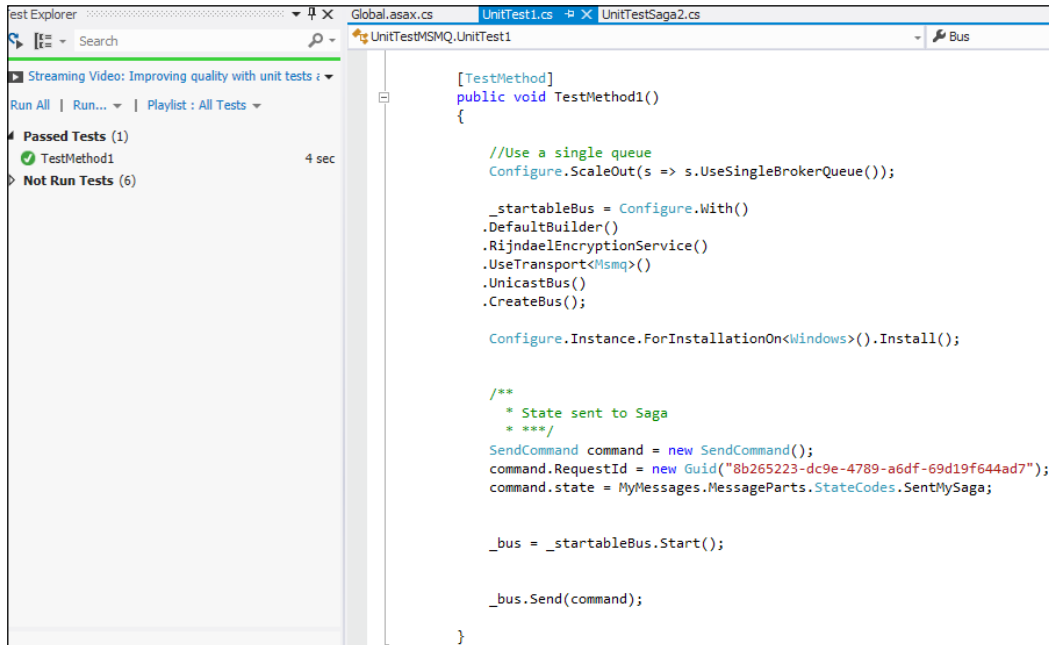 est Explorer
Search
Streaming Video: Improving quality with unit tests a
Run All | Run... | Playlist : All Tests
Passed Tests (1)
TestMethod1 4 sec
Not Run Tests (6)
Global.asax.cs UnitTest1.cs UnitTestSaga2.cs
UnitTestMSMQ.UnitTest1 Bus
[TestMethod]
public void TestMethod1()
{
//Use a single queue
Configure.ScaleOut(s => s.UseSingleBrokerQueue());
_startableBus = Configure.With()
.DefaultBuilder()
.RijndaelEncryptionService()
.UseTransport<Msmq>()
.UnicastBus()
.CreateBus();
Configure.Instance.ForInstallationOn<Windows>().Install();
/**
* State sent to Saga
* ***/
SendCommand command = new SendCommand();
command.RequestId = new Guid("8b265223-dc9e-4789-a6df-69d19f644ad7");
command.state = MyMessages.MessageParts.StateCodes.SentMySaga;
_bus = _startableBus.Start();
_bus.Send(command);
}